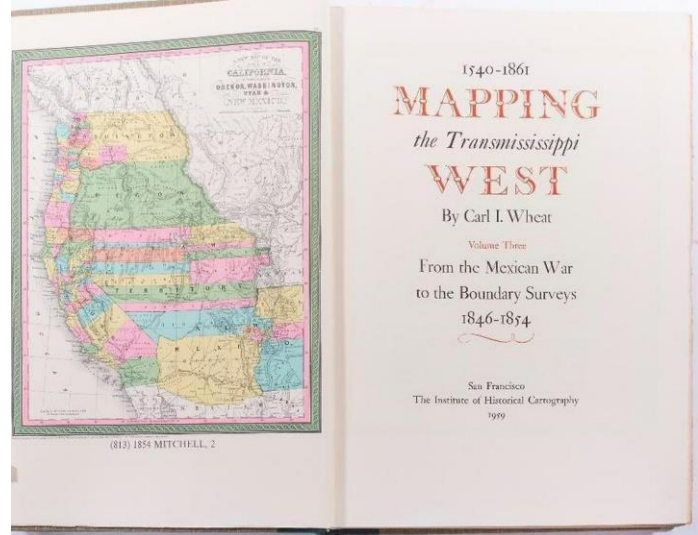 A NEW MAP OF THE
STATE OF
CALIFORNIA,
OREGON, WASHINGTON,
UTAH &
NEW MEXICO
(813) 1854 MITCHELL, 2
1540-1861
MAPPING
the Transmississippi
WEST
By Carl I. Wheat
Volume Three
From the Mexican War
to the Boundary Surveys
1846-1854
San Francisco
The Institute of Historical Cartography
1959